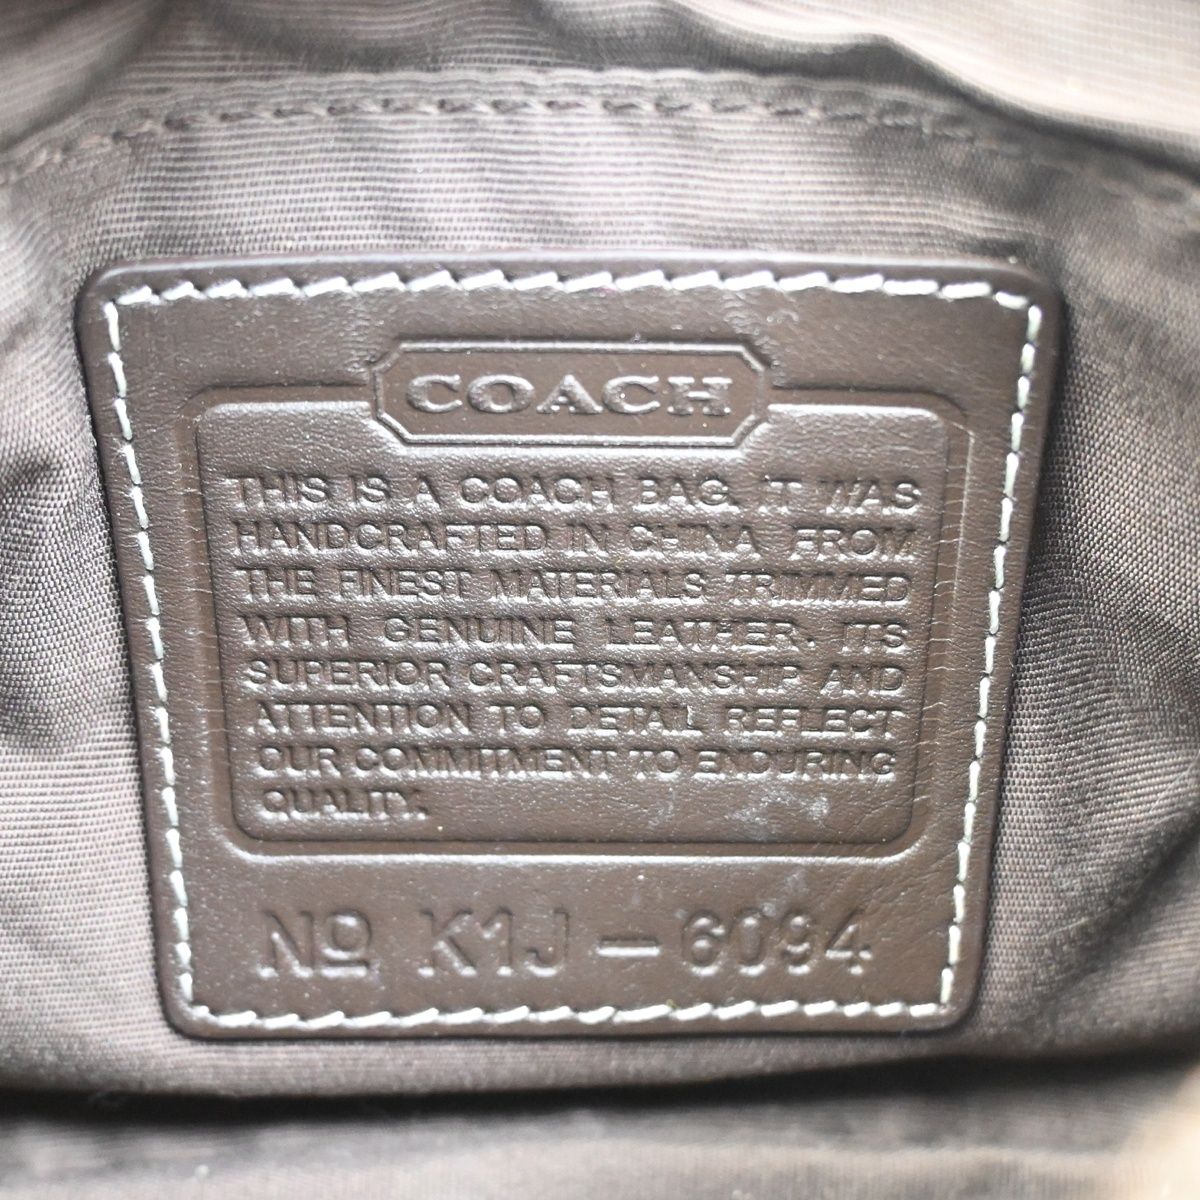 COACH
THIS IS A COACH BAG. IT WAS
HANDCRAFTED IN CHINA FROM
THE FINEST MATERIALS TRIMMED
WITH GENUINE LEATHER. ITS
SUPERIOR CRAFTSMANSHIP AND
ATTENTION TO DETAIL REFLECT
OUR COMMITMENT TO ENDURING
QUALITY.
Nº K1J – 6094